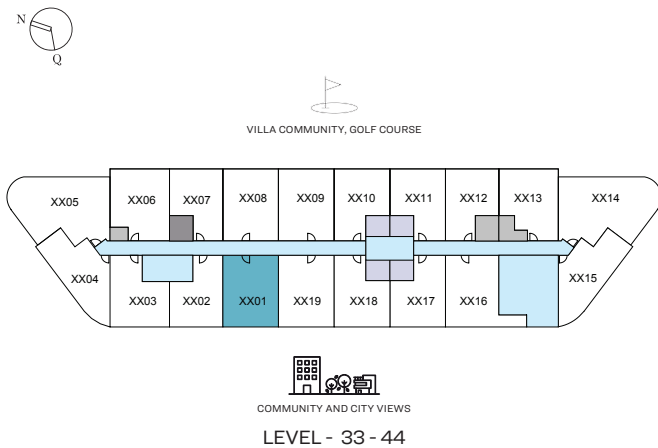 N
Q
VILLA COMMUNITY, GOLF COURSE
XX05 XX06 XX07 XX08 XX09 XX10 XX11 XX12 XX13 XX14
XX04 XX03 XX02 XX01 XX19 XX18 XX17 XX16 XX15
COMMUNITY AND CITY VIEWS
LEVEL - 33 - 44